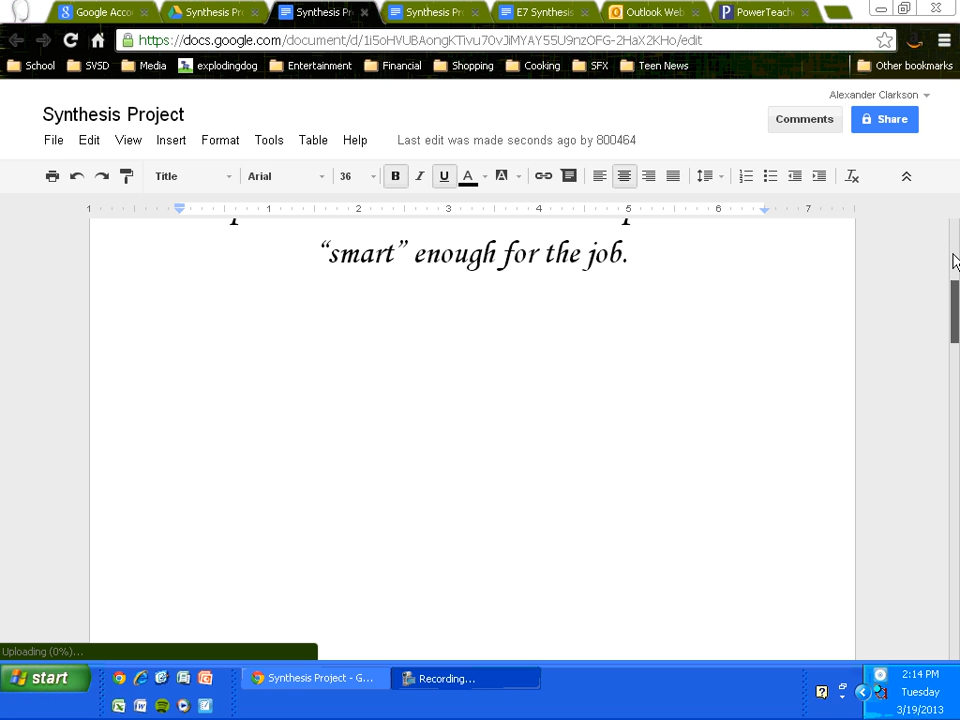 Google Acco
Synthesis Pr
Synthesis Pr
Synthesis Pr
E7 Synthesis
Outlook Web
PowerTeach
https://docs.google.com/document/d/1i5oHVUBAongKTivu70vJiMYAY55U9nzOFG-2HaX2KHo/edit
School SVSD Media explodingdog Entertainment Financial Shopping Cooking SFX Teen News Other bookmarks
Alexander Clarkson
Synthesis Project
Comments Share
File Edit View Insert Format Tools Table Help Last edit was made seconds ago by 800464
Title Arial 36 B I U A A
1 1 2 3 4 5 6 7
“smart” enough for the job.
Uploading (0%)...
start Synthesis Project - G... Recording...
2:14 PM
Tuesday
3/19/2013